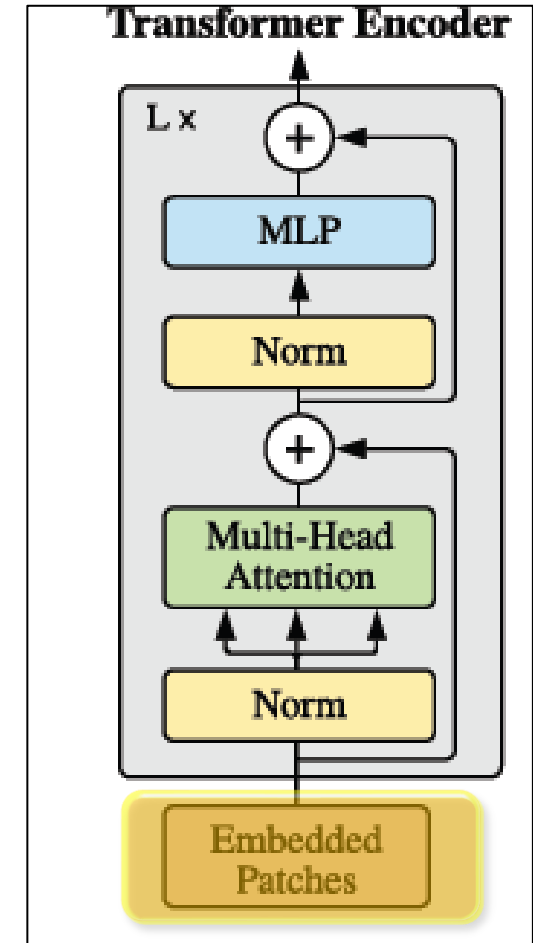 Transformer Encoder
L x
+
MLP
Norm
+
Multi-Head
Attention
Norm
Embedded
Patches